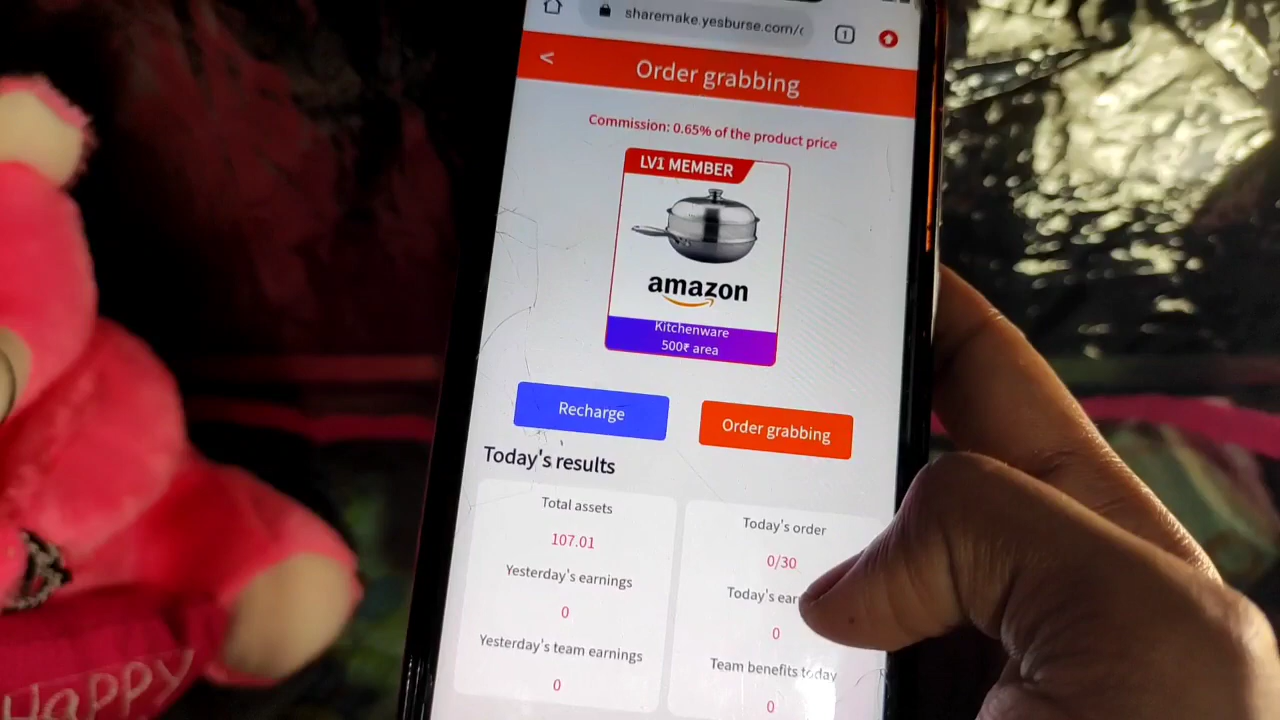 sharemake.yesburse.com/
1
<
Order grabbing
Commission: 0.65% of the product price
LV1 MEMBER
amazon
Kitchenware
500₹ area
Recharge
Order grabbing
Today's results
Total assets
107.01
Today's order
0/30
Yesterday's earnings
0
Today's
0
Yesterday's team earnings
0
Team benefits today
0
Happy